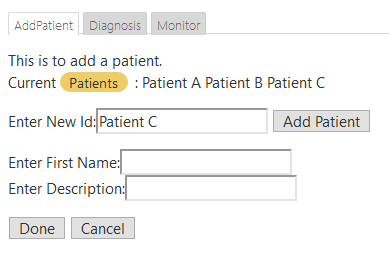 AddPatient Diagnosis Monitor
This is to add a patient.
Current Patients : Patient A Patient B Patient C
Enter New Id: Patient C Add Patient
Enter First Name:
Enter Description:
Done Cancel